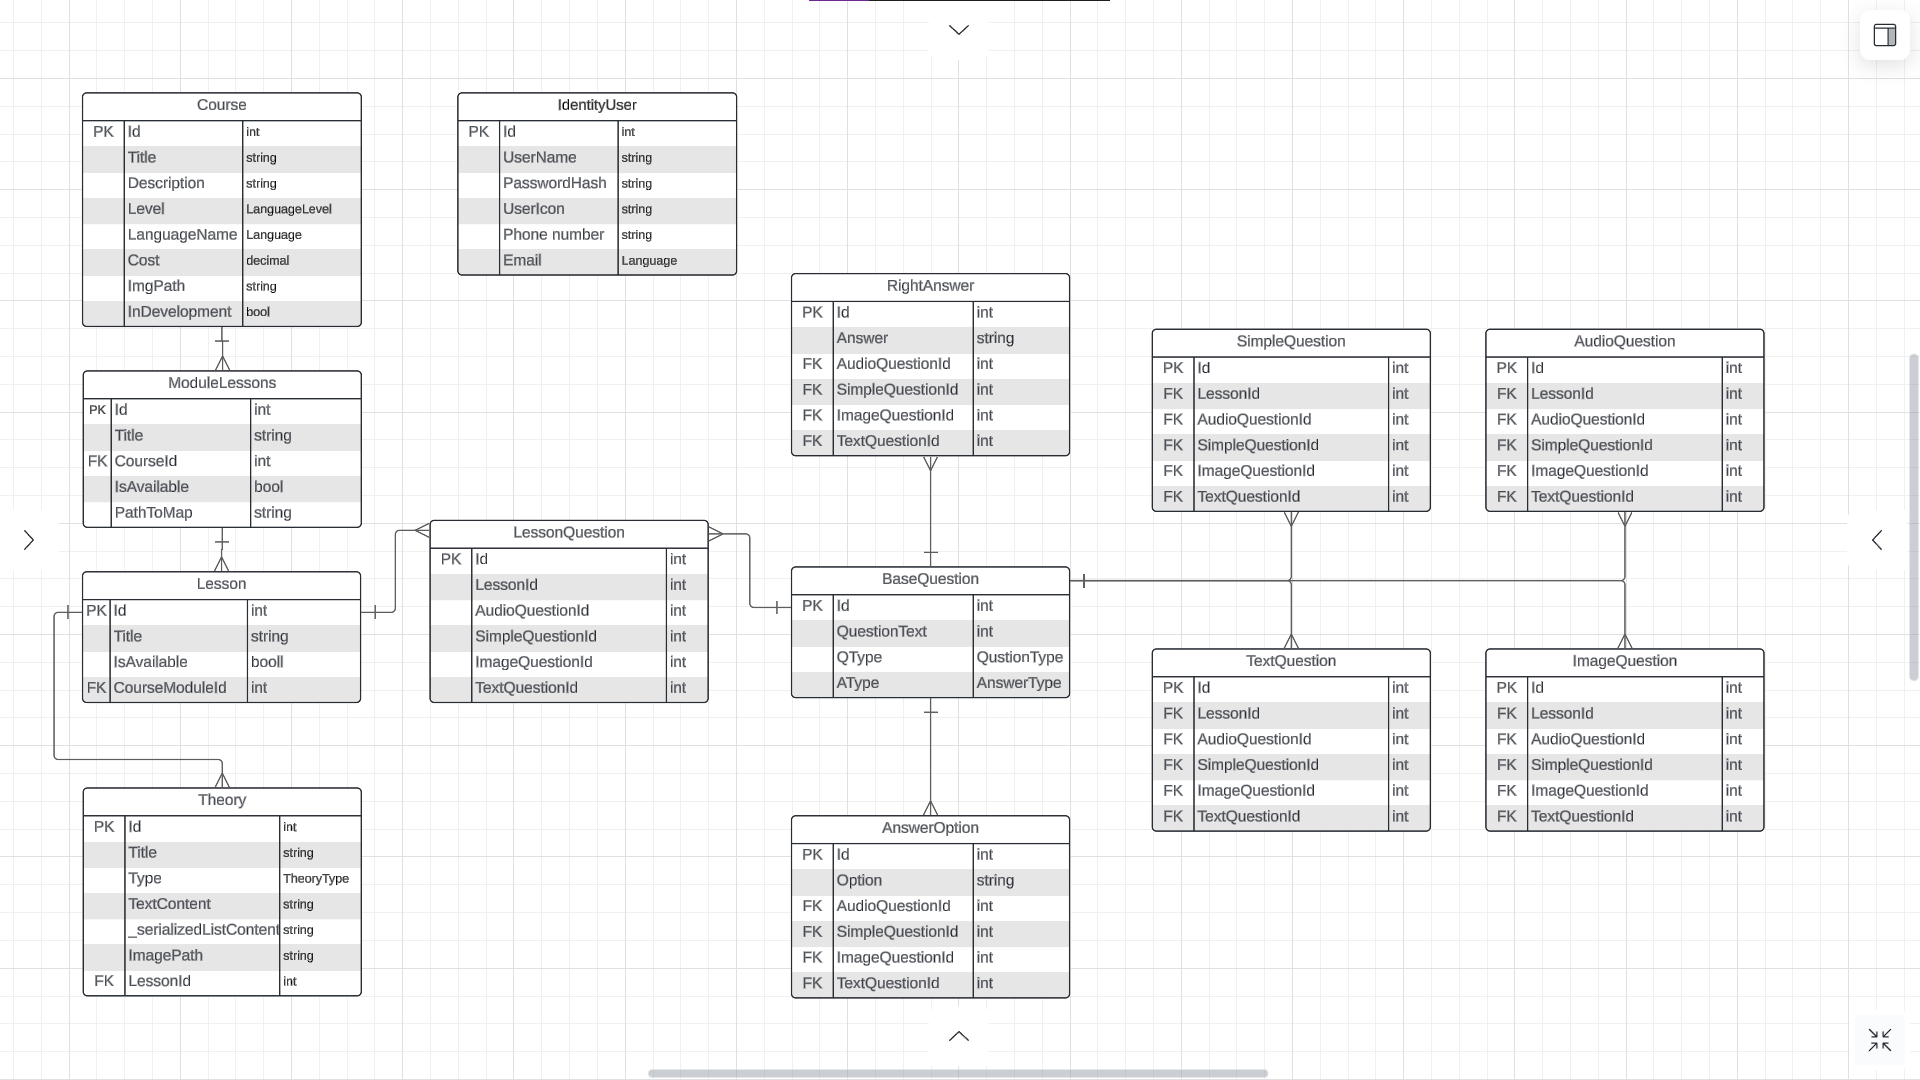 Course
PK Id int
Title string
Description string
Level LanguageLevel
LanguageName Language
Cost decimal
ImgPath string
InDevelopment bool
IdentityUser
PK Id int
UserName string
PasswordHash string
UserIcon string
Phone number string
Email Language
ModuleLessons
PK Id int
Title string
FK CourseId int
IsAvailable bool
PathToMap string
Lesson
PK Id int
Title string
IsAvailable booll
FK CourseModuleId int
Theory
PK Id int
Title string
Type TheoryType
TextContent string
_serializedListContent string
ImagePath string
FK LessonId int
LessonQuestion
PK Id int
LessonId int
AudioQuestionId int
SimpleQuestionId int
ImageQuestionId int
TextQuestionId int
RightAnswer
PK Id int
Answer string
FK AudioQuestionId int
FK SimpleQuestionId int
FK ImageQuestionId int
FK TextQuestionId int
BaseQuestion
PK Id int
QuestionText int
QType QustionType
AType AnswerType
AnswerOption
PK Id int
Option string
FK AudioQuestionId int
FK SimpleQuestionId int
FK ImageQuestionId int
FK TextQuestionId int
SimpleQuestion
PK Id int
FK LessonId int
FK AudioQuestionId int
FK SimpleQuestionId int
FK ImageQuestionId int
FK TextQuestionId int
AudioQuestion
PK Id int
FK LessonId int
FK AudioQuestionId int
FK SimpleQuestionId int
FK ImageQuestionId int
FK TextQuestionId int
TextQuestion
PK Id int
FK LessonId int
FK AudioQuestionId int
FK SimpleQuestionId int
FK ImageQuestionId int
FK TextQuestionId int
ImageQuestion
PK Id int
FK LessonId int
FK AudioQuestionId int
FK SimpleQuestionId int
FK ImageQuestionId int
FK TextQuestionId int